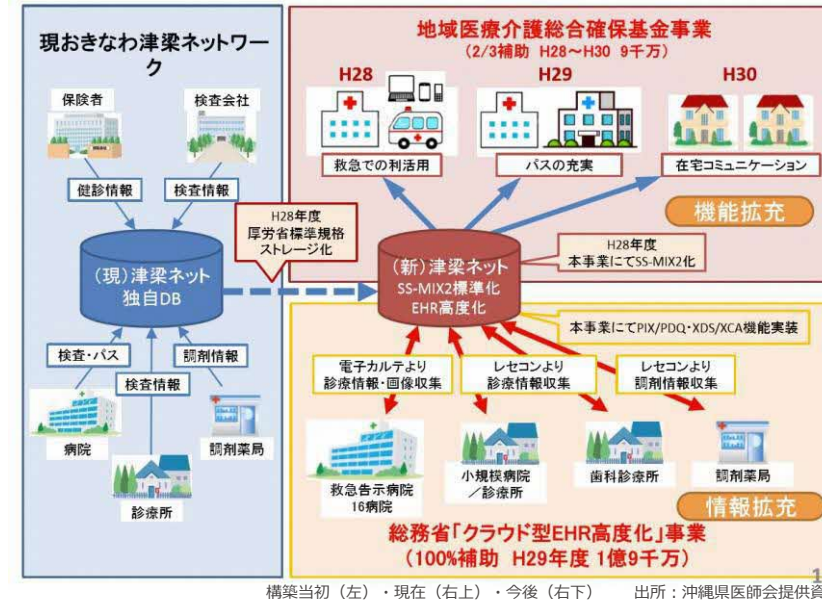 現おきなわ津梁ネットワー
ク
保険者
検査会社
健診情報
検査情報
(現)津梁ネット
独自DB
検査・パス
検査情報
調剤情報
病院
診療所
調剤薬局
H28年度
厚労省標準規格
ストレージ化
地域医療介護総合確保基金事業
(2/3補助 H28~H30 9千万)
H28
H29
H30
救急での利活用
パスの充実
在宅コミュニケーション
機能拡充
(新)津梁ネット
SS-MIX2標準化
EHR高度化
H28年度
本事業にてSS-MIX2化
本事業にてPIX/PDQ・XDS/XCA機能実装
電子カルテより
診療情報・画像収集
レセコンより
診療情報収集
レセコンより
調剤情報収集
救急告示病院
16病院
小規模病院
/診療所
歯科診療所
調剤薬局
情報拡充
総務省「クラウド型EHR高度化」事業
(100%補助 H29年度 1億9千万)
1
構築当初(左)・現在(右上)・今後(右下) 出所:沖縄県医師会提供資